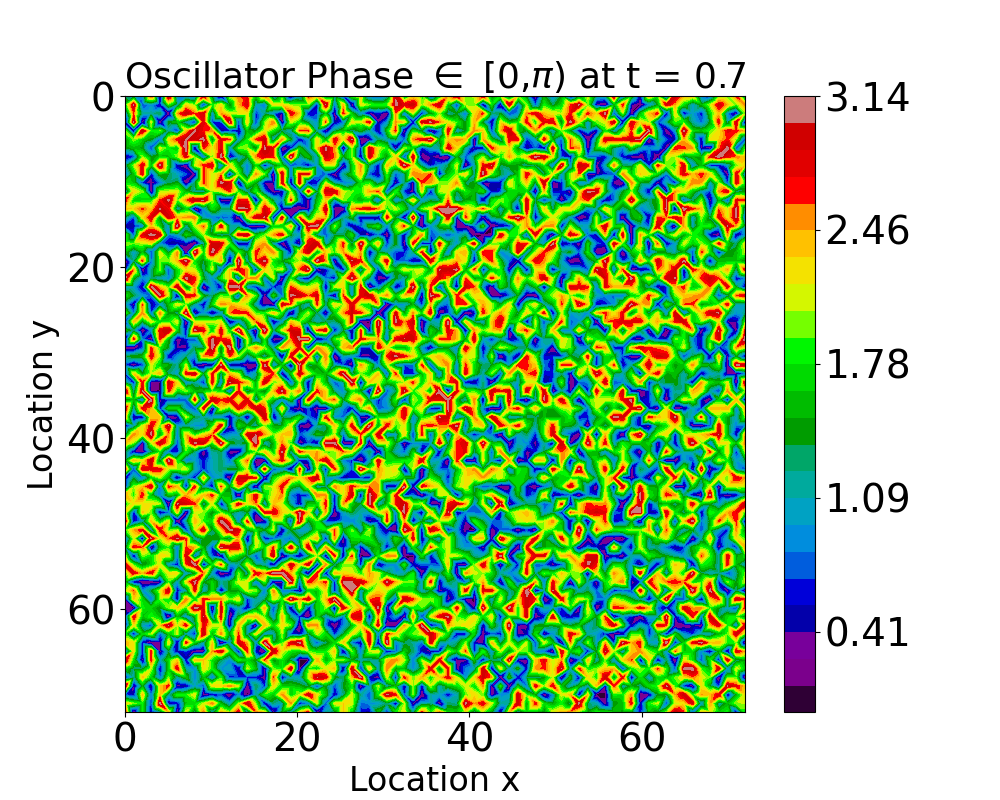 Oscillator Phase ∈ [0,π) at t = 0.7
0
20
40
60
Location y
0 20 40 60
Location x
3.14
2.46
1.78
1.09
0.41